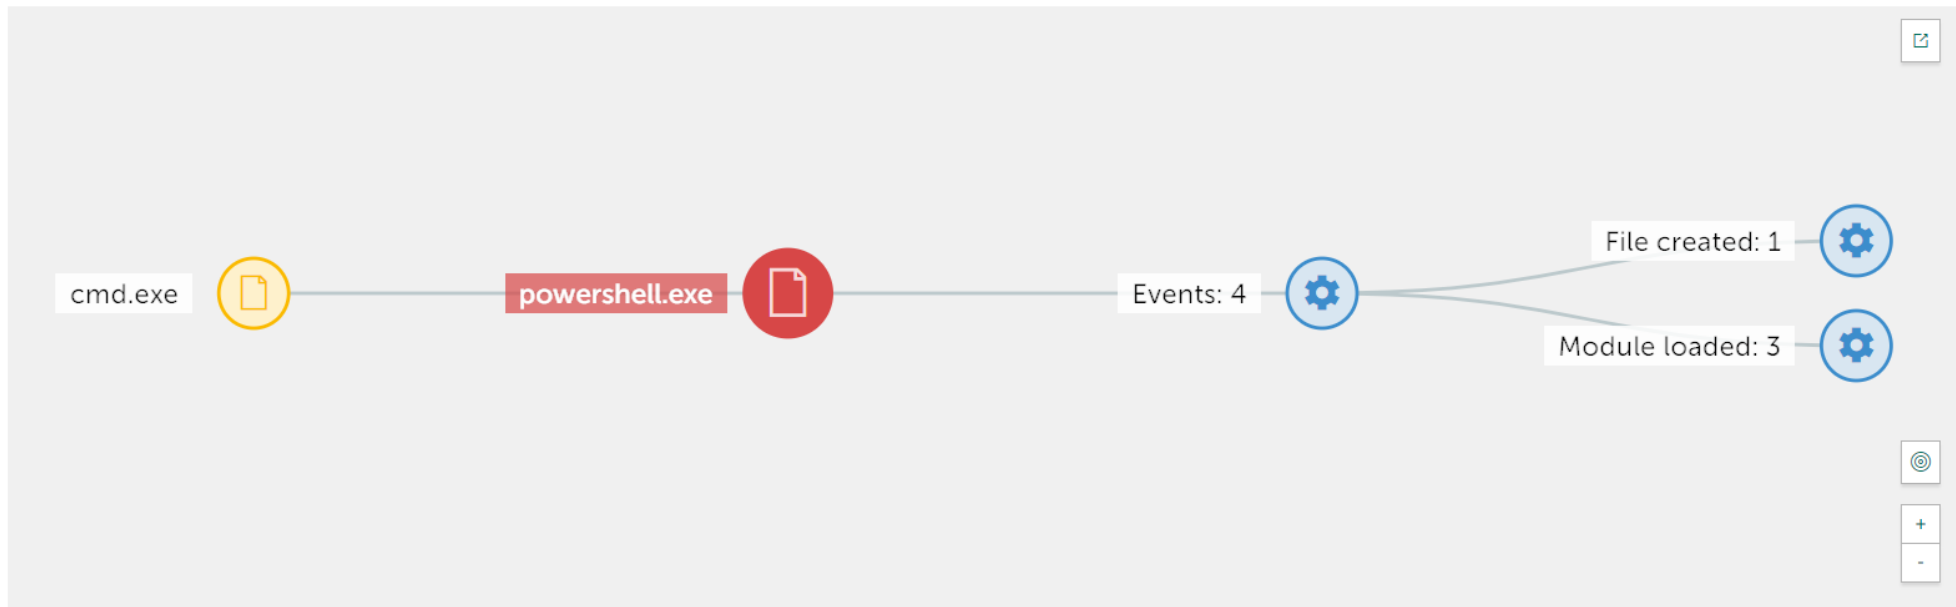 cmd.exe
powershell.exe
Events: 4
File created: 1
Module loaded: 3
+
-